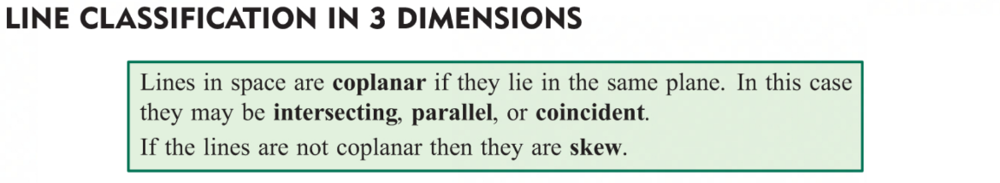 LINE CLASSIFICATION IN 3 DIMENSIONS
Lines in space are coplanar if they lie in the same plane. In this case
they may be intersecting, parallel, or coincident.
If the lines are not coplanar then they are skew.